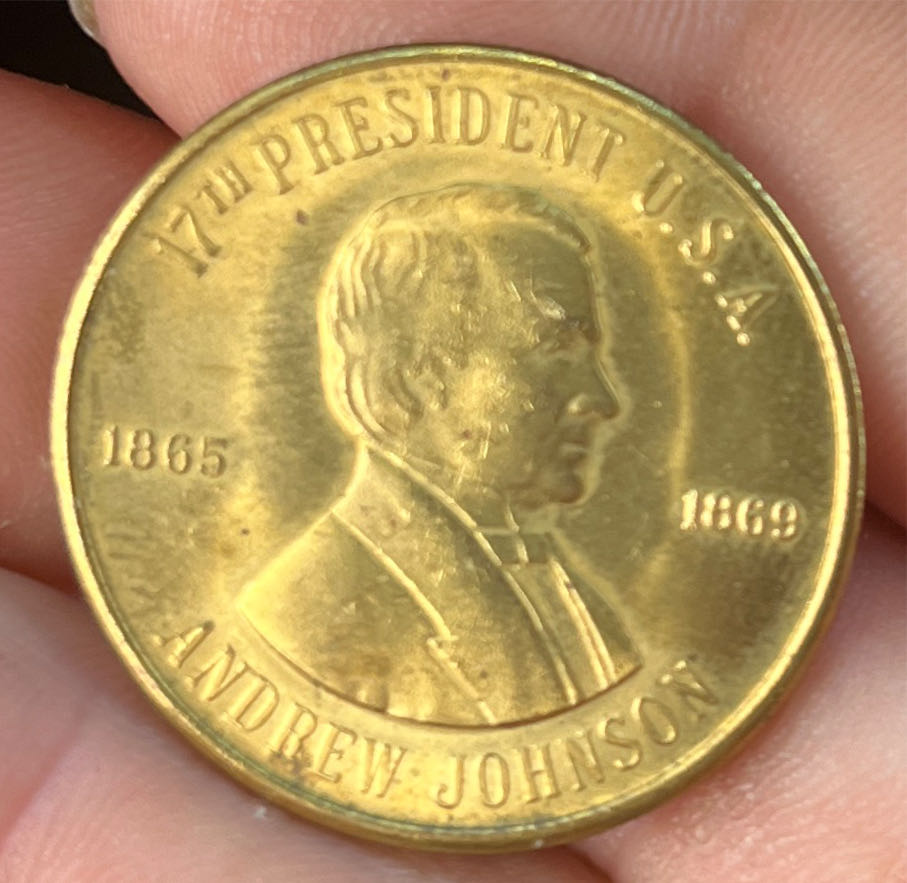 17TH PRESIDENT U.S.A.
1865
1869
ANDREW JOHNSON